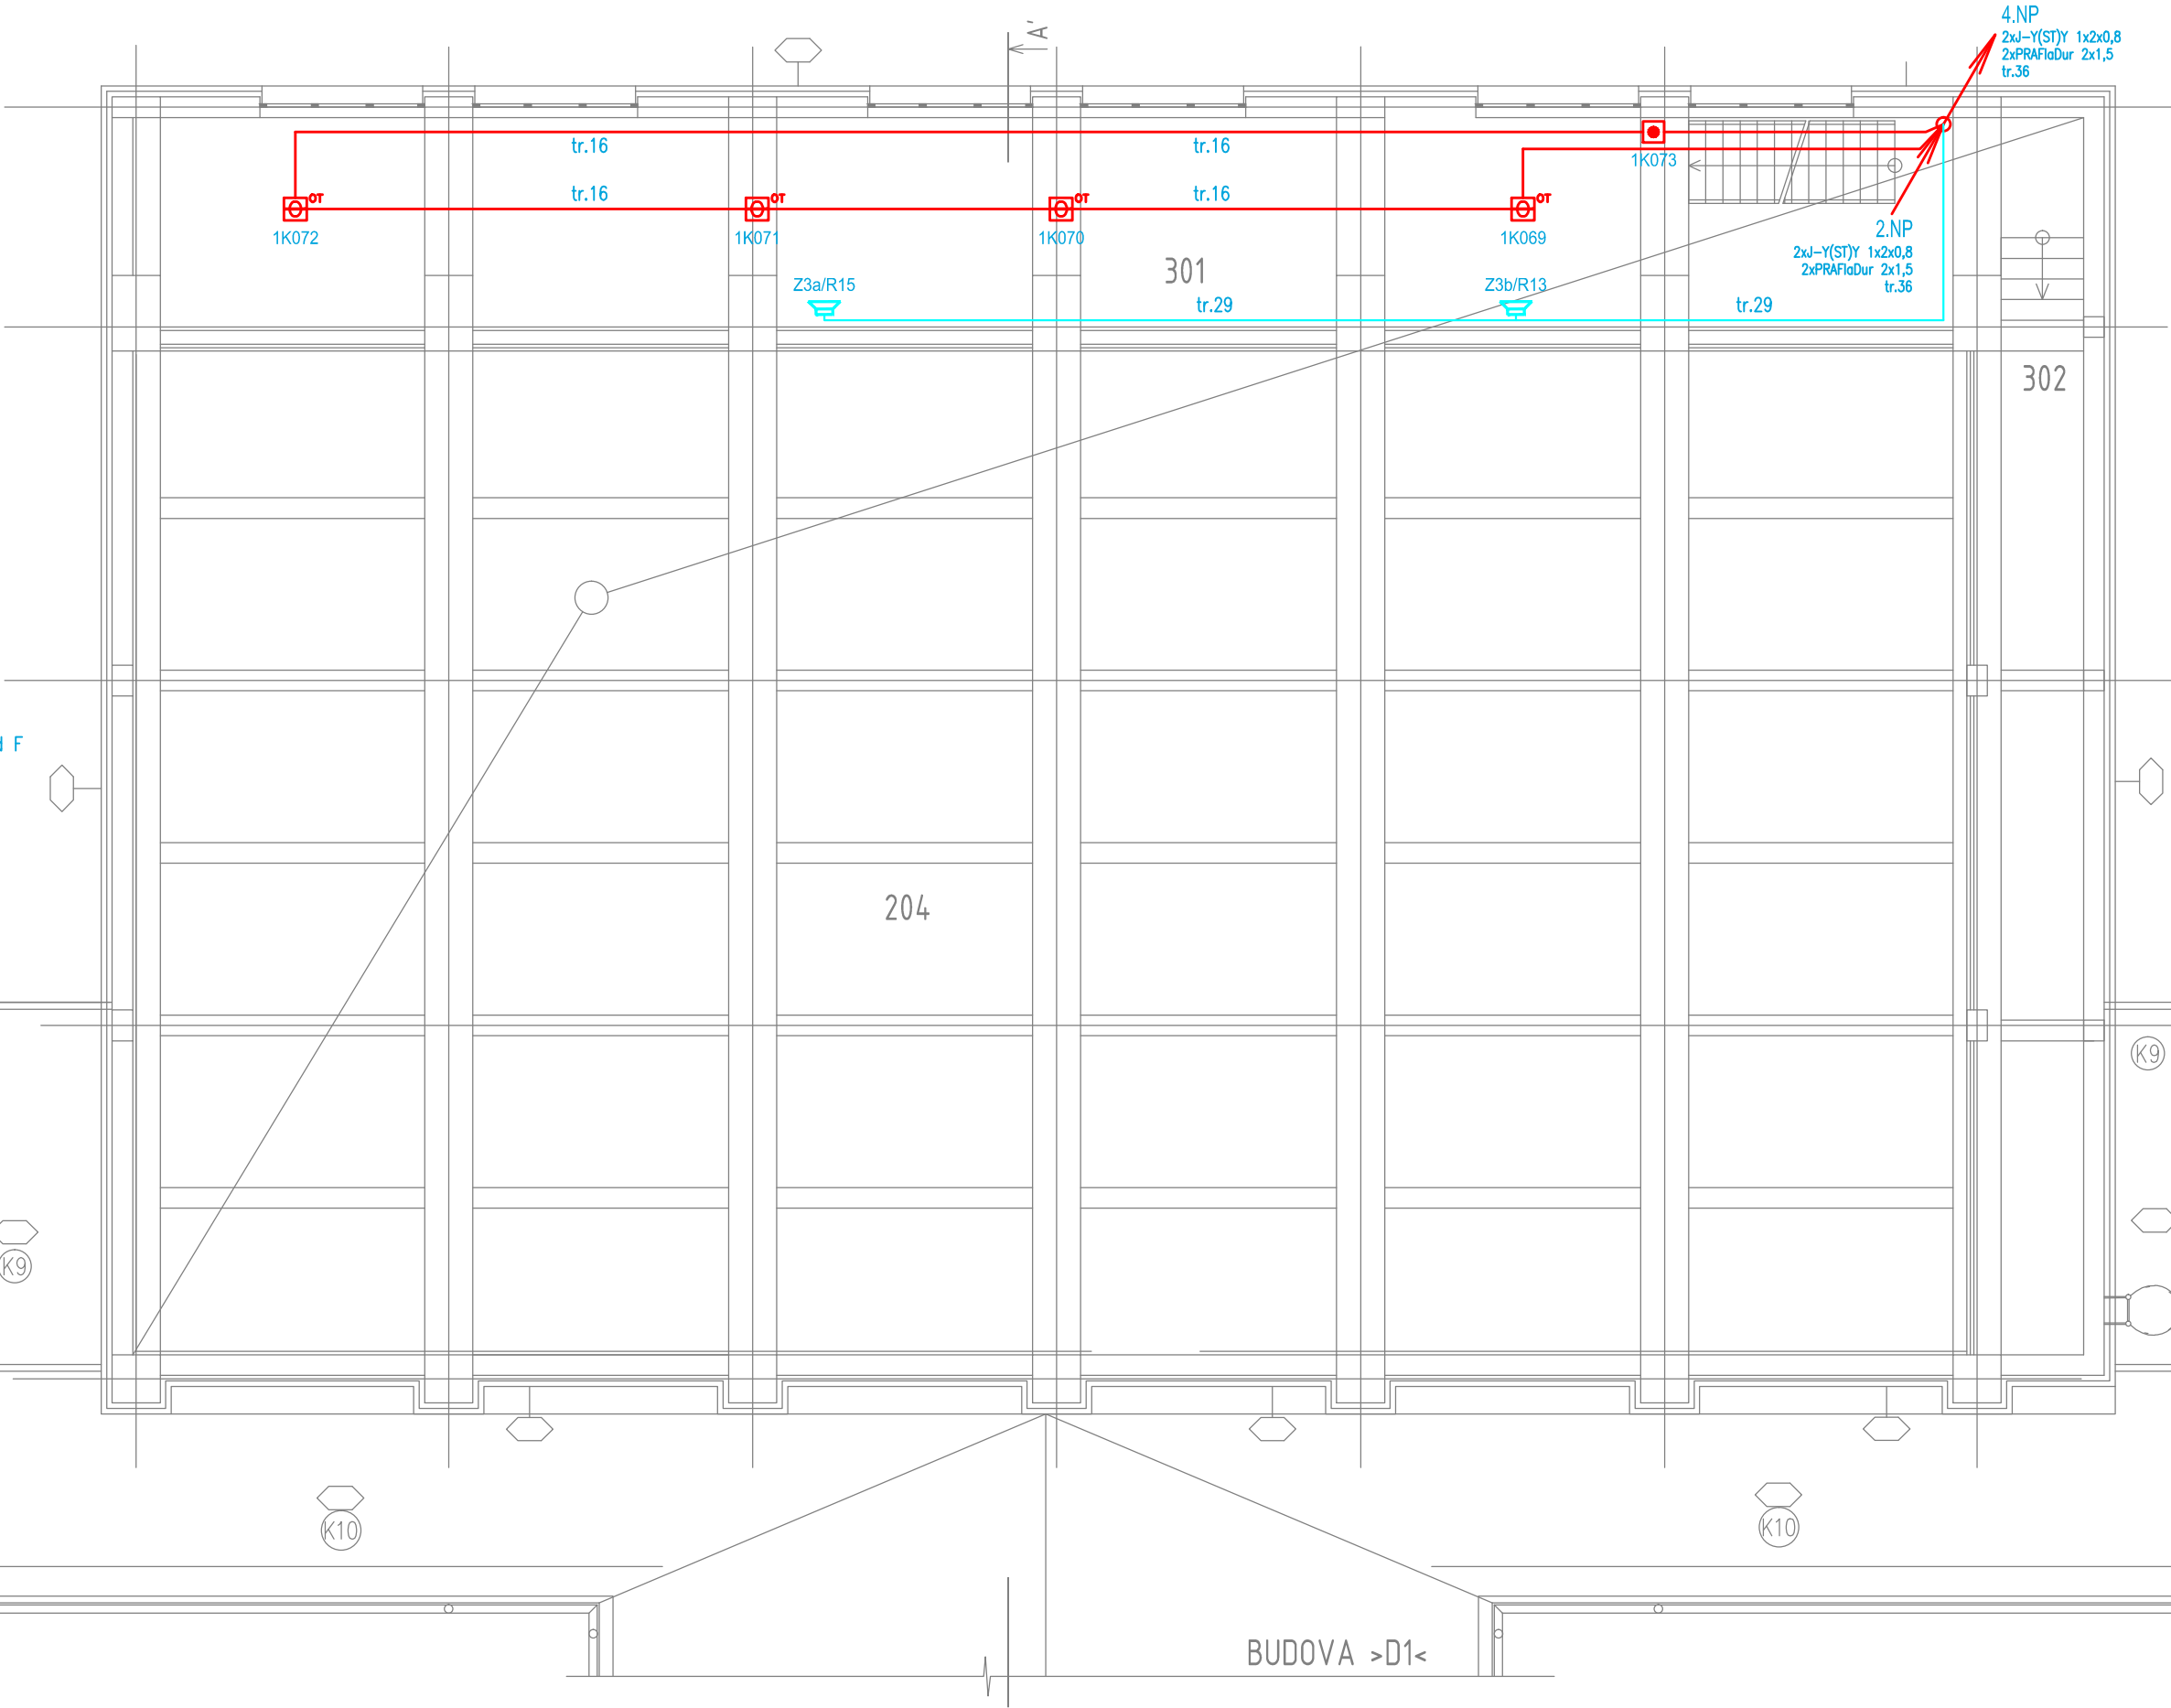 4.NP
2xJ-Y(ST)Y 1x2x0,8
2xPRAFlaDur 2x1,5
tr.36
A'
tr.16
tr.16
1K073
tr.16
tr.16
OT
OT
OT
OT
1K072
1K071
1K070
1K069
2.NP
2xJ-Y(ST)Y 1x2x0,8
2xPRAFlaDur 2x1,5
tr.36
301
Z3a/R15
Z3b/R13
tr.29
tr.29
302
F
204
K9
K9
K10
K10
BUDOVA >D1<